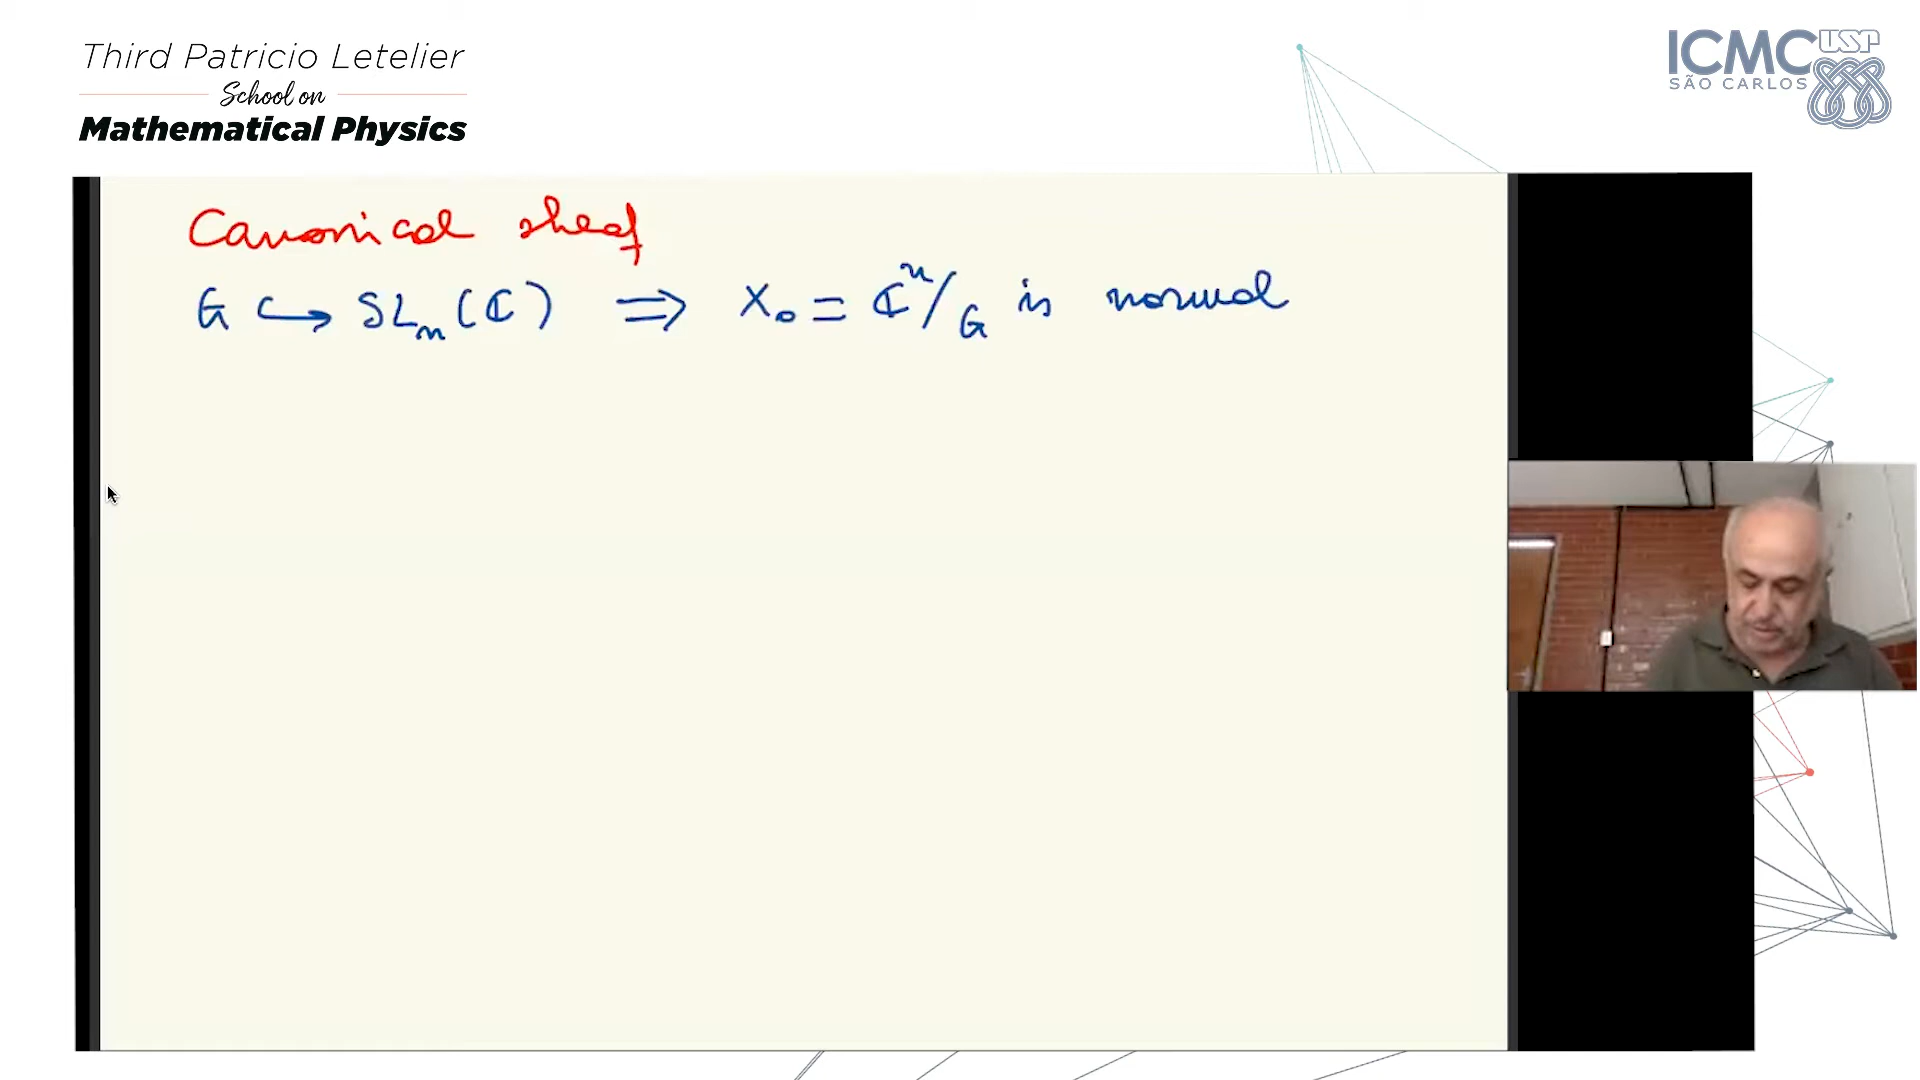 Third Patricio Letelier
School on
Mathematical Physics
ICMC USP
SÃO CARLOS
Canonical sheaf
G ↪ SLₙ(ℂ) ⟹ X₀ = ℂⁿ/G is normal